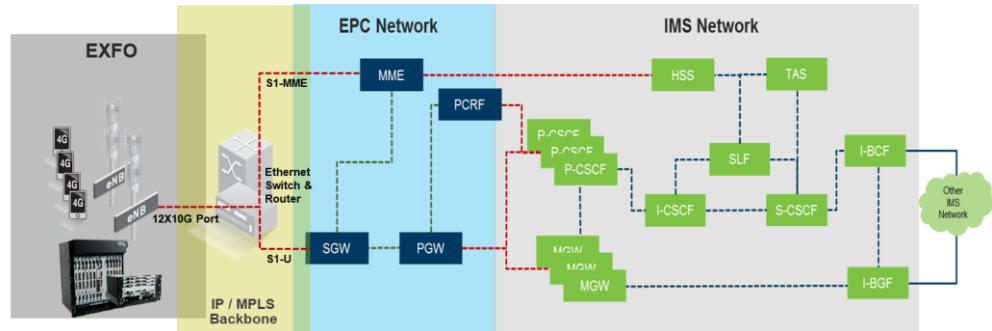 EXFO
EPC Network
IMS Network
S1-MME
MME
HSS
TAS
PCRF
4G
4G
4G
4G
eNB
eNB
12X10G Port
Ethernet
Switch &
Router
P-CSCF
P-CSCF
P-CSCF
SLF
I-BCF
I-CSCF
S-CSCF
Other
IMS
Network
SGW
PGW
S1-U
MGW
MGW
MGW
I-BGF
IP / MPLS
Backbone